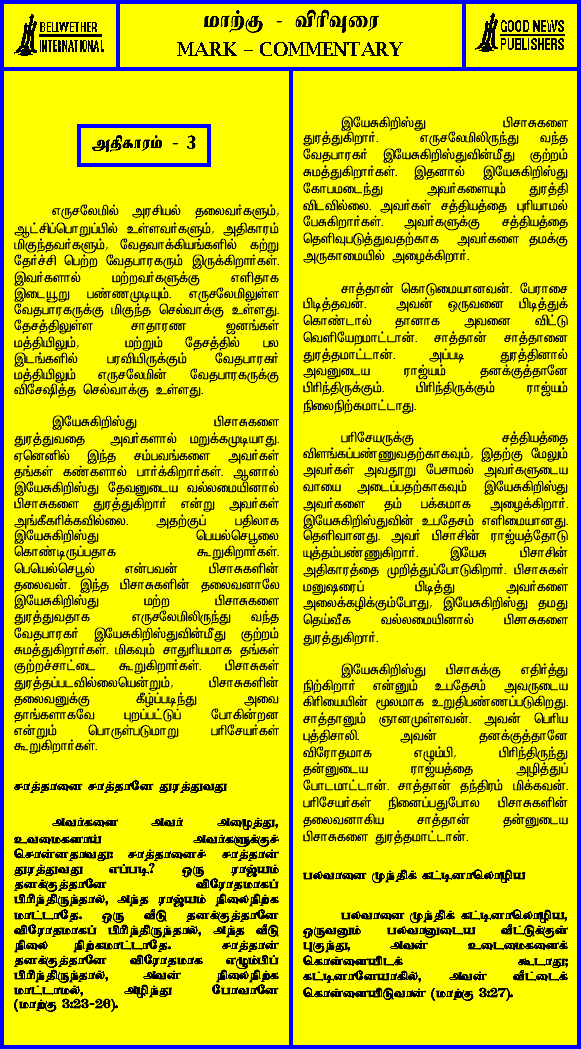 BELLWETHER
INTERNATIONAL
மாற்கு - விரிவுரை
MARK – COMMENTARY
GOOD NEWS
PUBLISHERS
அதிகாரம் - 3
எருசலேமில் அரசியல் தலைவர்களும்,
ஆட்சிப்பொறுப்பில் உள்ளவர்களும், அதிகாரம்
மிகுந்தவர்களும், வேதவாக்கியங்களில் கற்று
தேர்ச்சி பெற்ற வேதபாரகரும் இருக்கிறார்கள்.
இவர்களால் மற்றவர்களுக்கு எளிதாக
இடையூறு பண்ணமுடியும். எருசலேமிலுள்ள
வேதபாரகருக்கு மிகுந்த செல்வாக்கு உள்ளது.
தேசத்திலுள்ள சாதாரண ஜனங்கள்
மத்தியிலும், மற்றும் தேசத்தில் பல
இடங்களில் பரவியிருக்கும் வேதபாரகர்
மத்தியிலும் எருசலேமின் வேதபாரகருக்கு
விசேஷித்த செல்வாக்கு உள்ளது.
இயேசுகிறிஸ்து பிசாசுகளை
துரத்துவதை அவர்களால் மறுக்கமுடியாது.
ஏனெனில் இந்த சம்பவங்களை அவர்கள்
தங்கள் கண்களால் பார்க்கிறார்கள். ஆனால்
இயேசுகிறிஸ்து தேவனுடைய வல்லமையினால்
பிசாசுகளை துரத்துகிறார் என்று அவர்கள்
அங்கீகரிக்கவில்லை. அதற்குப் பதிலாக
இயேசுகிறிஸ்து பெயல்செபூலை
கொண்டிருப்பதாக கூறுகிறார்கள்.
பெயெல்செபூல் என்பவன் பிசாசுகளின்
தலைவன். இந்த பிசாசுகளின் தலைவனாலே
இயேசுகிறிஸ்து மற்ற பிசாசுகளை
துரத்துவதாக எருசலேமிலிருந்து வந்த
வேதபாரகர் இயேசுகிறிஸ்துவின்மீது குற்றம்
சுமத்துகிறார்கள். மிகவும் சாதுரியமாக தங்கள்
குற்றச்சாட்டை கூறுகிறார்கள். பிசாசுகள்
துரத்தப்படவில்லையென்றும், பிசாசுகளின்
தலைவனுக்கு கீழ்ப்படிந்து அவை
தாங்களாகவே புறப்பட்டுப் போகின்றன
என்றும் பொருள்படுமாறு பரிசேயர்கள்
கூறுகிறார்கள்.
சாத்தானை சாத்தானே துரத்துவது
அவர்களை அவர் அழைத்து,
உவமைகளாய் அவர்களுக்குச்
சொன்னதாவது: சாத்தானைச் சாத்தான்
துரத்துவது எப்படி? ஒரு ராஜ்யம்
தனக்குத்தானே விரோதமாகப்
பிரிந்திருந்தால், அந்த ராஜ்யம் நிலைநிற்க
மாட்டாதே. ஒரு வீடு தனக்குத்தானே
விரோதமாகப் பிரிந்திருந்தால், அந்த வீடு
நிலை நிற்கமாட்டாதே. சாத்தான்
தனக்குத்தானே விரோதமாக எழும்பிப்
பிரிந்திருந்தால், அவன் நிலைநிற்க
மாட்டாமல், அழிந்து போவானே
(மாற்கு 3:23-26).
இயேசுகிறிஸ்து பிசாசுகளை
துரத்துகிறார். எருசலேமிலிருந்து வந்த
வேதபாரகர் இயேசுகிறிஸ்துவின்மீது குற்றம்
சுமத்துகிறார்கள். இதனால் இயேசுகிறிஸ்து
கோபமடைந்து அவர்களையும் துரத்தி
விடவில்லை. அவர்கள் சத்தியத்தை புரியாமல்
பேசுகிறார்கள். அவர்களுக்கு சத்தியத்தை
தெளிவுபடுத்துவதற்காக அவர்களை தமக்கு
அருகாமையில் அழைக்கிறார்.
சாத்தான் கொடுமையானவன். பேராசை
பிடித்தவன். அவன் ஒருவனை பிடித்துக்
கொண்டால் தானாக அவனை விட்டு
வெளியேறமாட்டான். சாத்தான் சாத்தானை
துரத்தமாட்டான். அப்படி துரத்தினால்
அவனுடைய ராஜ்யம் தனக்குத்தானே
பிரிந்திருக்கும். பிரிந்திருக்கும் ராஜ்யம்
நிலைநிற்கமாட்டாது.
பரிசேயருக்கு சத்தியத்தை
விளங்கப்பண்ணுவதற்காகவும், இதற்கு மேலும்
அவர்கள் அவதூறு பேசாமல் அவர்களுடைய
வாயை அடைப்பதற்காகவும் இயேசுகிறிஸ்து
அவர்களை தம் பக்கமாக அழைக்கிறார்.
இயேசுகிறிஸ்துவின் உபதேசம் எளிமையானது.
தெளிவானது. அவர் பிசாசின் ராஜ்யத்தோடு
யுத்தம்பண்ணுகிறார். இயேசு பிசாசின்
அதிகாரத்தை முறித்துப்போடுகிறார். பிசாசுகள்
மனுஷரைப் பிடித்து அவர்களை
அலைக்கழிக்கும்போது, இயேசுகிறிஸ்து தமது
தெய்வீக வல்லமையினால் பிசாசுகளை
துரத்துகிறார்.
இயேசுகிறிஸ்து பிசாசுக்கு எதிர்த்து
நிற்கிறார் என்னும் உபதேசம் அவருடைய
கிரியையின் மூலமாக உறுதிபண்ணப்படுகிறது.
சாத்தானும் ஞானமுள்ளவன். அவன் பெரிய
புத்திசாலி. அவன் தனக்குத்தானே
விரோதமாக எழும்பி, பிரிந்திருந்து
தன்னுடைய ராஜ்யத்தை அழித்துப்
போடமாட்டான். சாத்தான் தந்திரம் மிக்கவன்.
பரிசேயர்கள் நினைப்பதுபோல பிசாசுகளின்
தலைவனாகிய சாத்தான் தன்னுடைய
பிசாசுகளை துரத்தமாட்டான்.
பலவானை முந்திக் கட்டினாலொழிய
பலவானை முந்திக் கட்டினாலொழிய,
ஒருவனும் பலவானுடைய வீட்டுக்குள்
புகுந்து, அவன் உடைமைகளைக்
கொள்ளையிடக் கூடாது;
கட்டினானேயாகில், அவன் வீட்டைக்
கொள்ளையிடுவான் (மாற்கு 3:27).